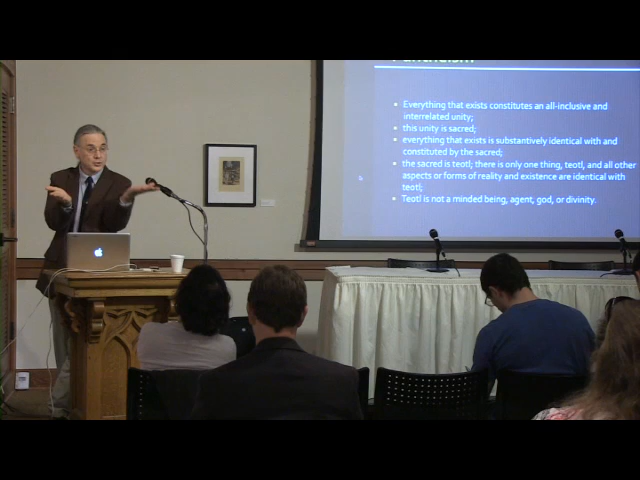 Pantheism
Everything that exists constitutes an all-inclusive and
interrelated unity;
this unity is sacred;
everything that exists is substantively identical with and
constituted by the sacred;
the sacred is teotl; there is only one thing, teotl, and all other
aspects or forms of reality and existence are identical with
teotl;
Teotl is not a minded being, agent, god, or divinity.